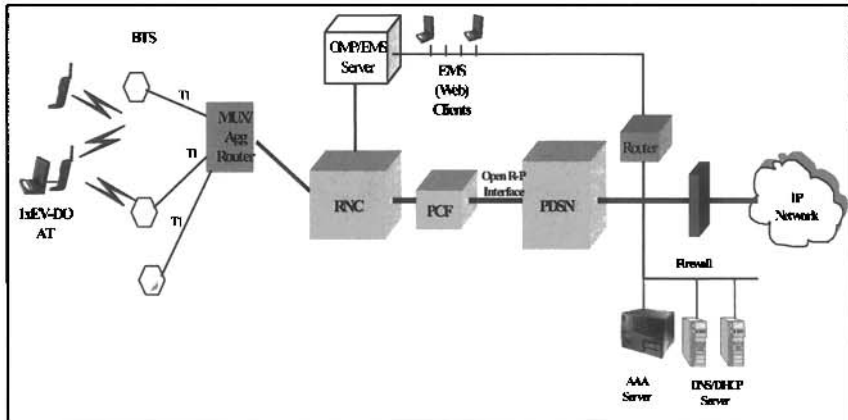 BTS
OMP/EMS
Server
EMS
(Web)
Clients
T1
MUX/
Agg
Router
T1
T1
1xEV-DO
AT
RNC
PCF
Open R-P
Interface
PDSN
Router
IP
Network
Firewall
AAA
Server
DNS/DHCP
Server